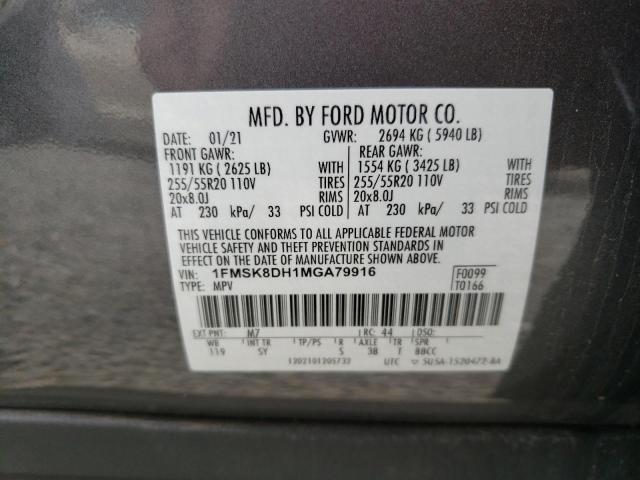 MFD. BY FORD MOTOR CO.
DATE: 01/21 GVWR: 2694 KG ( 5940 LB)
FRONT GAWR: REAR GAWR:
1191 KG ( 2625 LB) WITH 1554 KG ( 3425 LB) WITH
255/55R20 110V TIRES 255/55R20 110V TIRES
20x8.0J RIMS 20x8.0J RIMS
AT 230 kPa/ 33 PSI COLD AT 230 kPa/ 33 PSI COLD
THIS VEHICLE CONFORMS TO ALL APPLICABLE FEDERAL MOTOR
VEHICLE SAFETY AND THEFT PREVENTION STANDARDS IN
EFFECT ON THE DATE OF MANUFACTURE SHOWN ABOVE.
VIN: 1FMSK8DH1MGA79916 F0099
TYPE: MPV T0166
EXT PNT: M7 RC: 44 DSO:
WB INT TR TP/PS R AXLE TR SPR
119 SY S 38 T 88CC
1202101205732 UTC